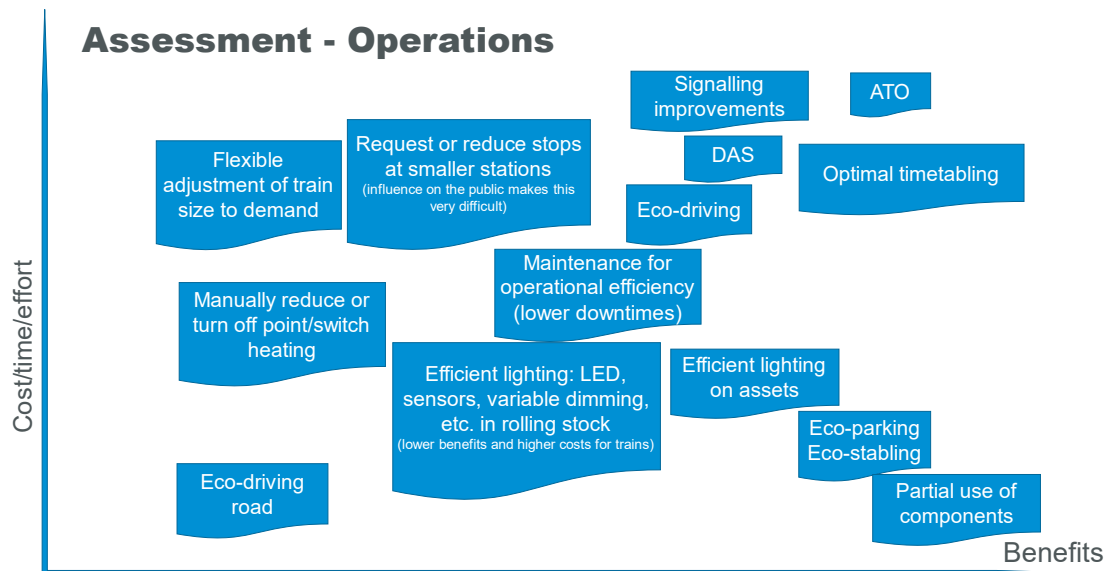 Assessment - Operations
Signalling
improvements
ATO
Flexible
adjustment of train
size to demand
Request or reduce stops
at smaller stations
(influence on the public makes this
very difficult)
DAS
Optimal timetabling
Eco-driving
Maintenance for
operational efficiency
(lower downtimes)
Manually reduce or
turn off point/switch
heating
Efficient lighting: LED,
sensors, variable dimming,
etc. in rolling stock
(lower benefits and higher costs for trains)
Efficient lighting
on assets
Eco-parking
Eco-stabling
Eco-driving
road
Partial use of
components
Cost/time/effort
Benefits